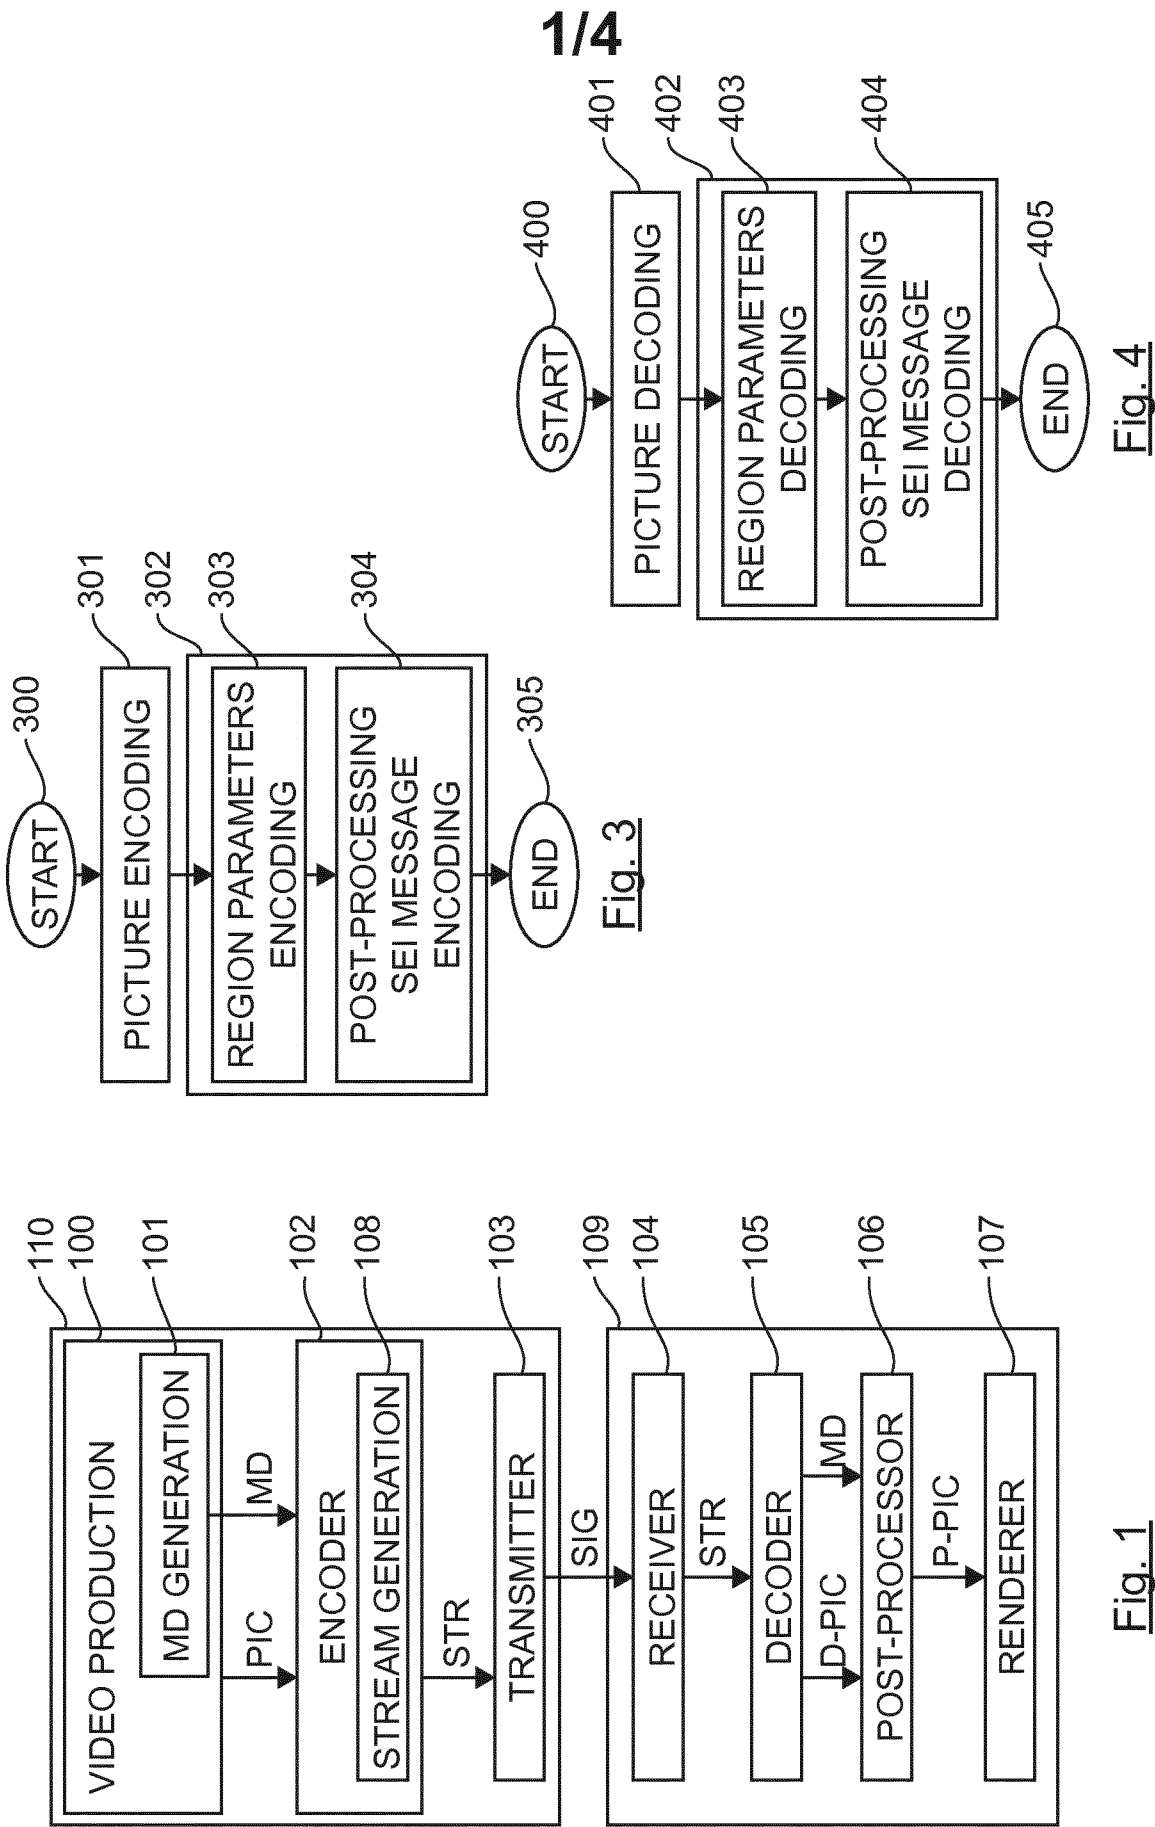 1/4
110
100
101
VIDEO PRODUCTION
MD GENERATION
PIC
MD
102
ENCODER
108
STREAM GENERATION
STR
103
TRANSMITTER
SIG
109
104
RECEIVER
STR
105
DECODER
D-PIC
MD
106
POST-PROCESSOR
P-PIC
107
RENDERER
Fig. 1
300
START
301
PICTURE ENCODING
302
303
REGION PARAMETERS
ENCODING
304
POST-PROCESSING
SEI MESSAGE
ENCODING
305
END
Fig. 3
400
START
401
PICTURE DECODING
402
403
REGION PARAMETERS
DECODING
404
POST-PROCESSING
SEI MESSAGE
DECODING
405
END
Fig. 4